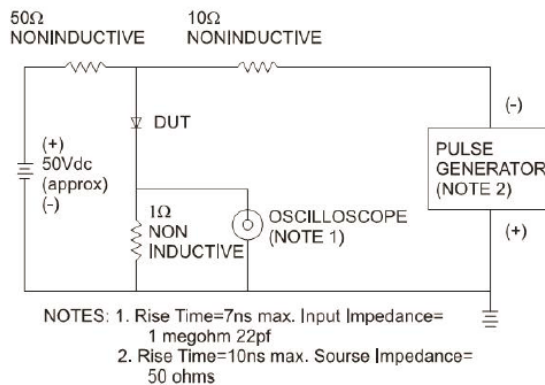 50Ω
NONINDUCTIVE
10Ω
NONINDUCTIVE
DUT
(+)
50Vdc
(approx)
(-)
1Ω
NON
INDUCTIVE
OSCILLOSCOPE
(NOTE 1)
(-)
PULSE
GENERATOR
(NOTE 2)
(+)
NOTES: 1. Rise Time=7ns max. Input Impedance=
1 megohm 22pf
2. Rise Time=10ns max. Sourse Impedance=
50 ohms